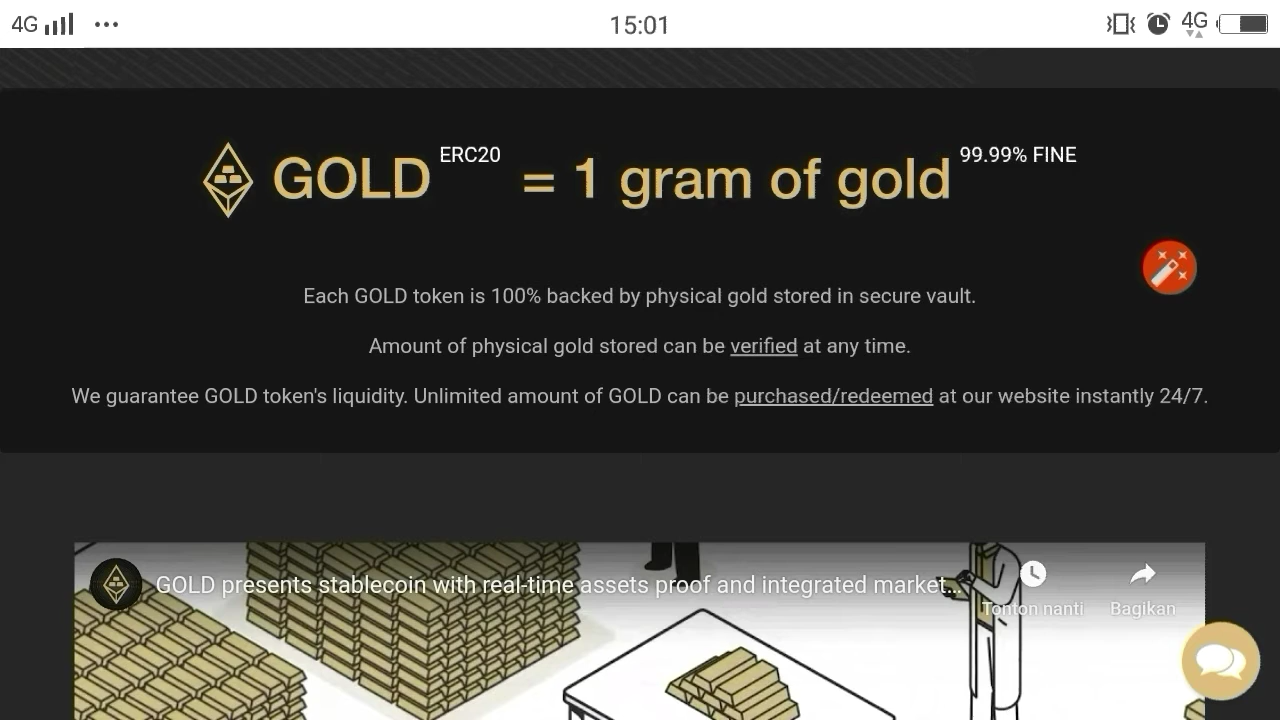 4G 15:01 4G
GOLD ERC20 = 1 gram of gold 99.99% FINE
Each GOLD token is 100% backed by physical gold stored in secure vault.
Amount of physical gold stored can be verified at any time.
We guarantee GOLD token's liquidity. Unlimited amount of GOLD can be purchased/redeemed at our website instantly 24/7.
GOLD presents stablecoin with real-time assets proof and integrated market...
Tonton nanti Bagikan